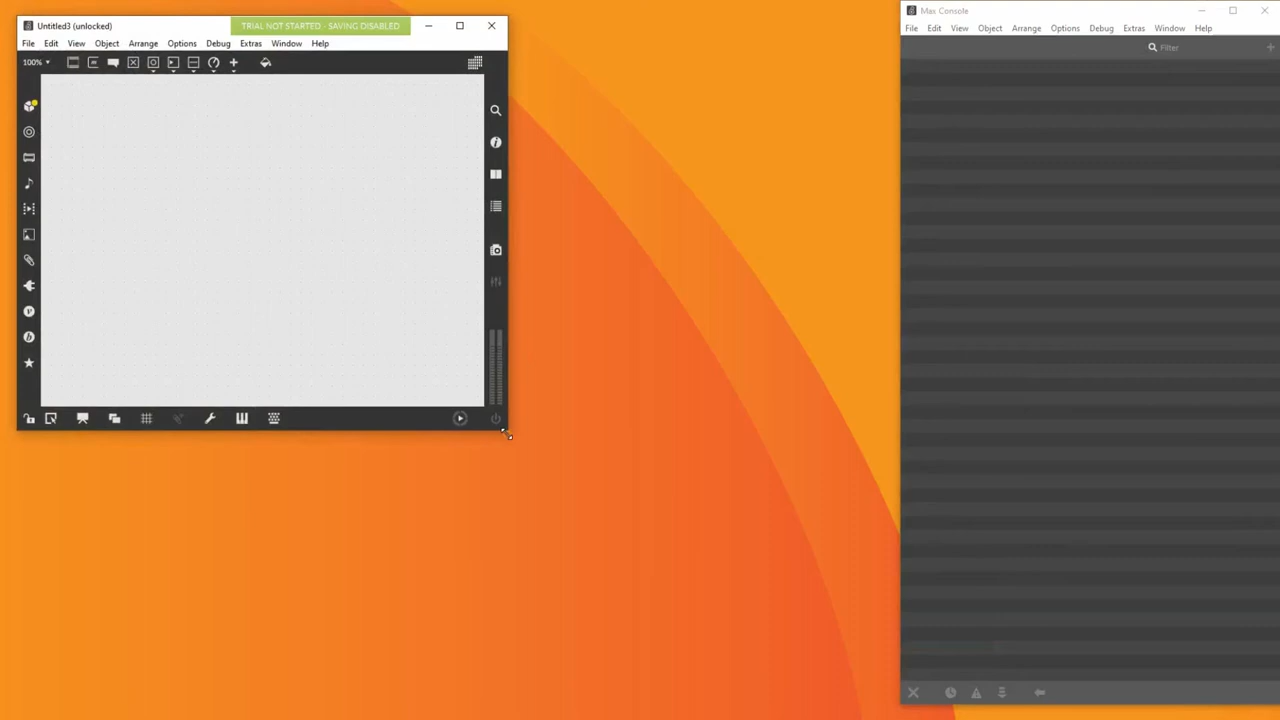 Untitled3 (unlocked)
TRIAL NOT STARTED - SAVING DISABLED
File Edit View Object Arrange Options Debug Extras Window Help
100%
Max Console
File Edit View Object Arrange Options Debug Extras Window Help
Filter